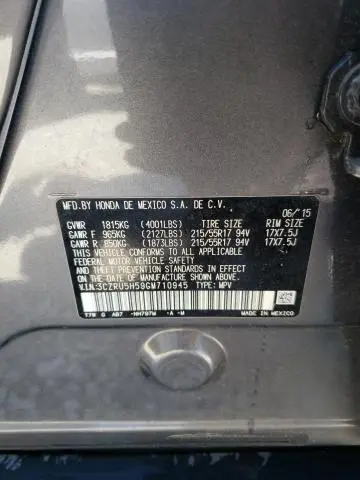 MFD.BY HONDA DE MEXICO S.A. DE C.V. 06/'15
GVWR 1815KG (4001LBS) TIRE SIZE RIM SIZE
GAWR F 965KG (2127LBS) 215/55R17 94V 17X7.5J
GAWR R 850KG (1873LBS) 215/55R17 94V 17X7.5J
THIS VEHICLE CONFORMS TO ALL APPLICABLE
FEDERAL MOTOR VEHICLE SAFETY AND THEFT
PREVENTION STANDARDS IN EFFECT ON THE
DATE OF MANUFACTURE SHOWN ABOVE.
V.I.N:3CZRU5H59GM710945 TYPE: MPV
T7W G AB7 -NH797M -A -M MADE IN MEXICO